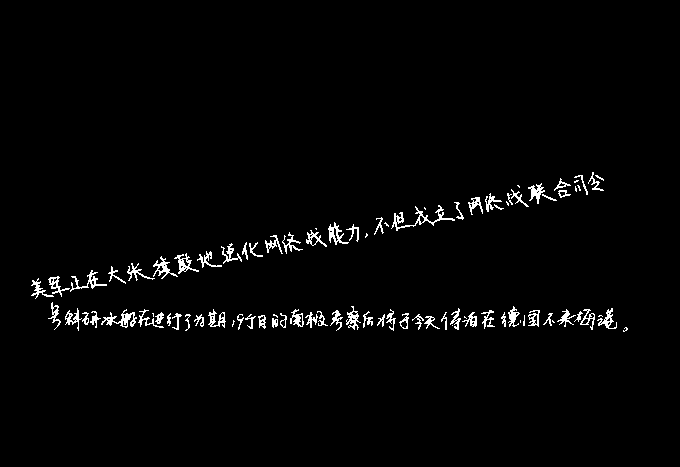 美军正在大张旗鼓地强化网络战能力，不但成立了网络战联合司令
号科研冰船在进行了为期19个月的南极考察后将于今天停泊在德国不来梅港。